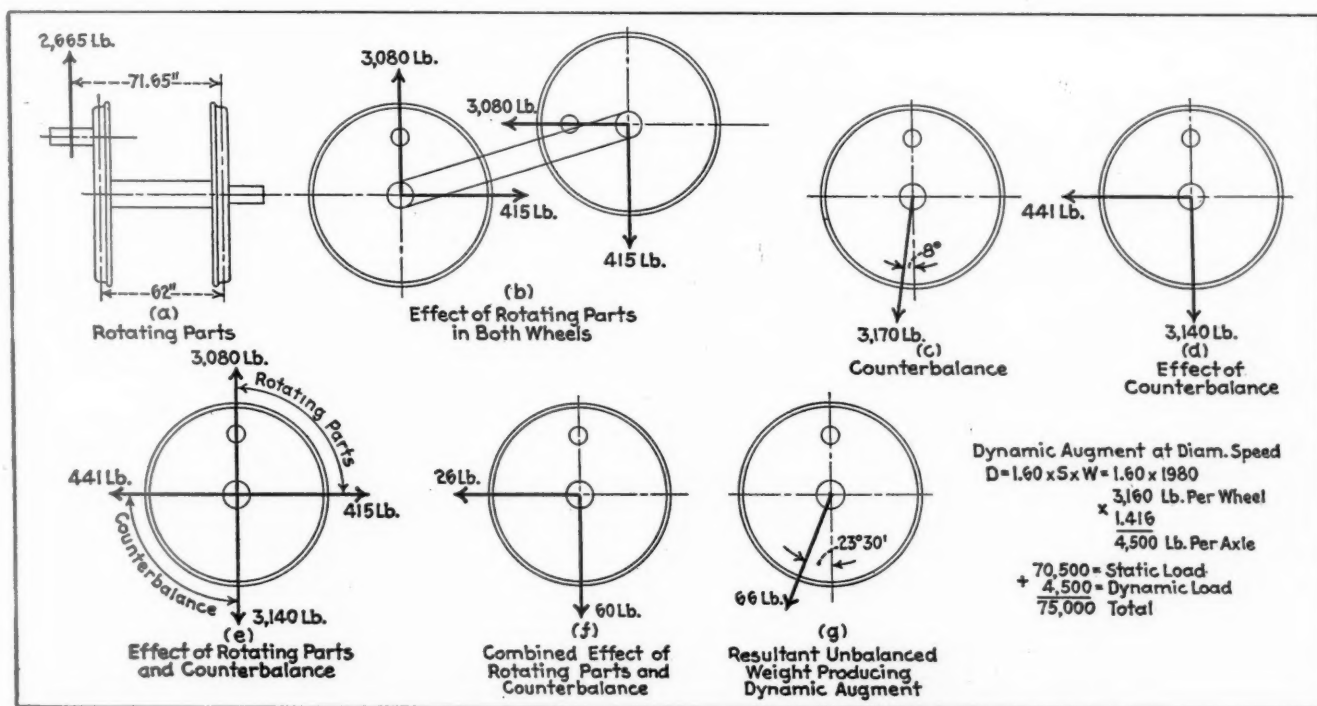 2,665 Lb.
71.65"
62"
(a)
Rotating Parts
3,080 Lb.
3,080 Lb.
415 Lb.
415 Lb.
(b)
Effect of Rotating Parts
in Both Wheels
8°
3,170 Lb.
(c)
Counterbalance
441 Lb.
3,140 Lb.
(d)
Effect of
Counterbalance
3,080 Lb.
Rotating Parts
441 Lb.
415 Lb.
Counterbalance
3,140 Lb.
(e)
Effect of Rotating Parts
and Counterbalance
26 Lb.
60 Lb.
(f)
Combined Effect of
Rotating Parts and
Counterbalance
23°30'
66 Lb.
(g)
Resultant Unbalanced
Weight Producing
Dynamic Augment
Dynamic Augment at Diam. Speed
D=1.60 x S x W = 1.60 x 1980
3,160 Lb. Per Wheel
x 1.416
4,500 Lb. Per Axle
+ 70,500 = Static Load
4,500 = Dynamic Load
75,000 Total